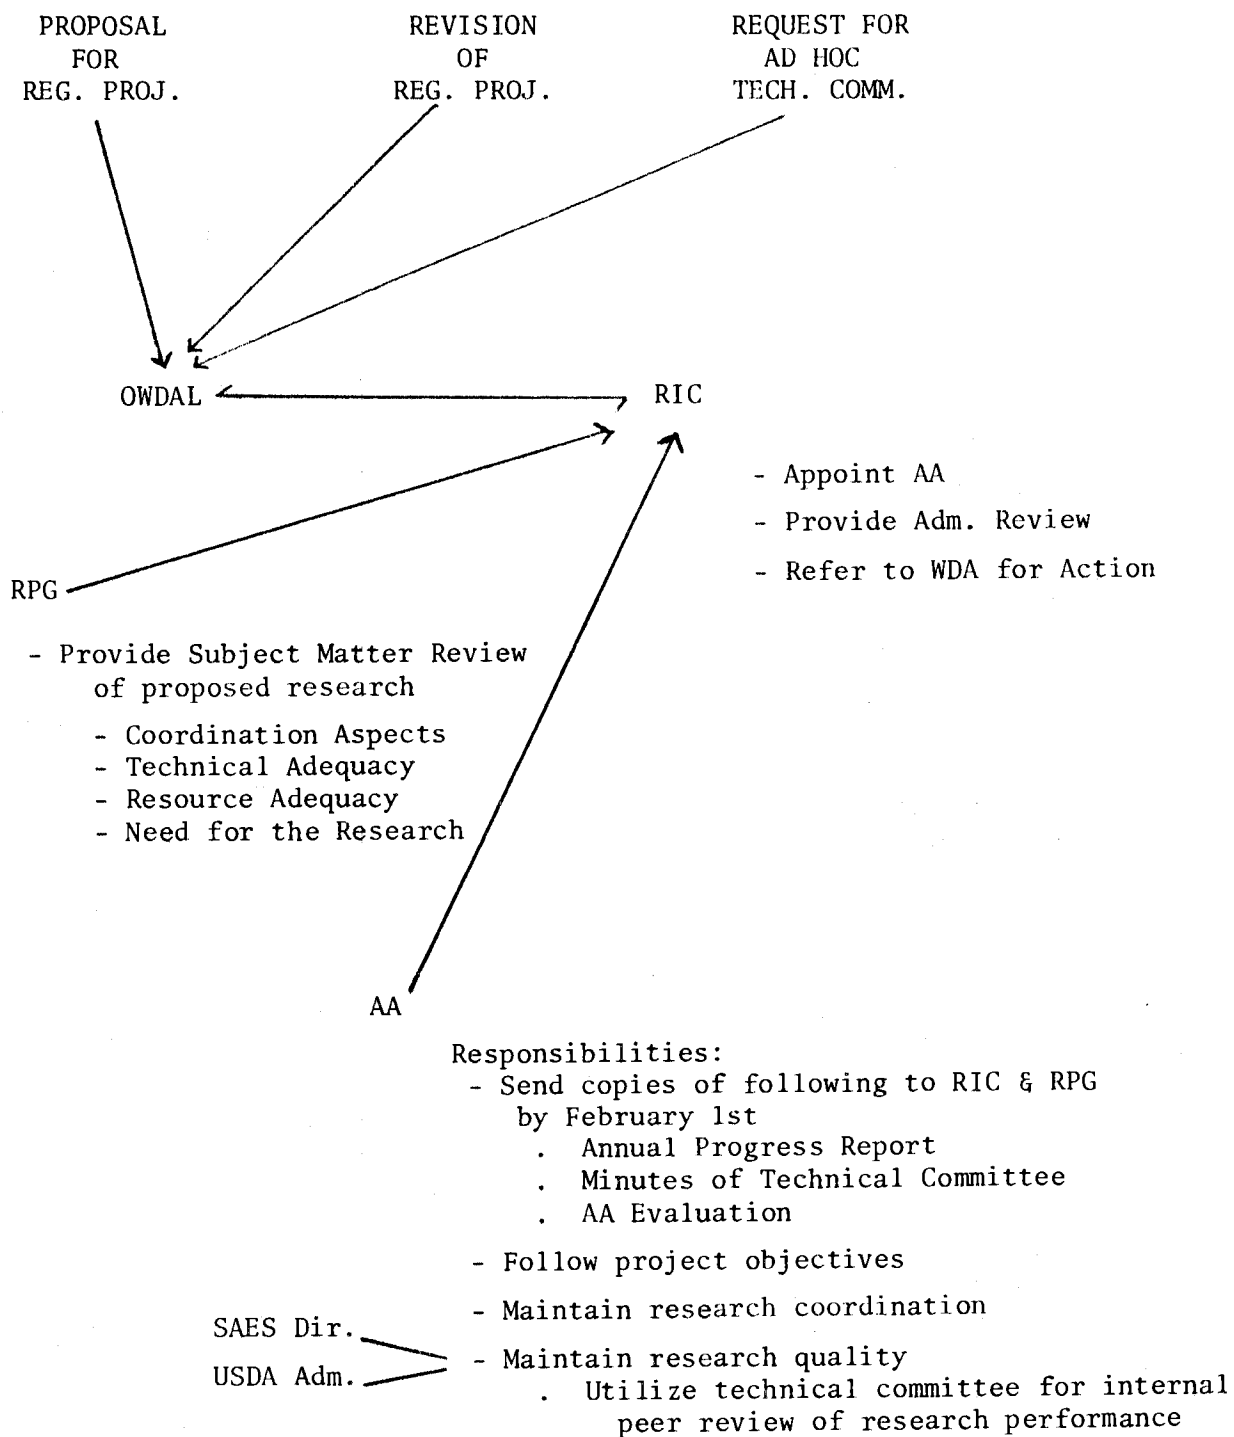 PROPOSAL
FOR
REG. PROJ.
REVISION
OF
REG. PROJ.
REQUEST FOR
AD HOC
TECH. COMM.
OWDAL
RIC
- Appoint AA
- Provide Adm. Review
- Refer to WDA for Action
RPG
- Provide Subject Matter Review
of proposed research
- Coordination Aspects
- Technical Adequacy
- Resource Adequacy
- Need for the Research
AA
Responsibilities:
- Send copies of following to RIC & RPG
by February 1st
. Annual Progress Report
. Minutes of Technical Committee
. AA Evaluation
- Follow project objectives
- Maintain research coordination
SAES Dir.
USDA Adm.
- Maintain research quality
. Utilize technical committee for internal
peer review of research performance